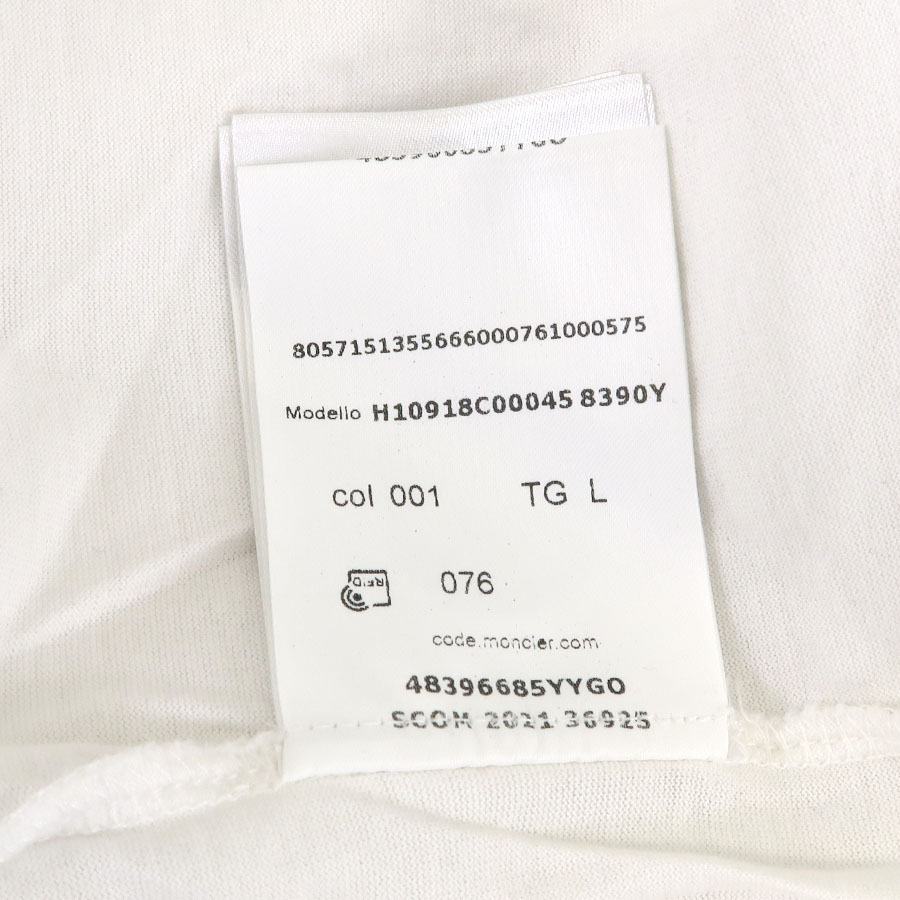 8057151355666000761000575
Modello H10918C00045 8390Y
col 001 TG L
RFID 076
code.moncler.com
48396685YYGO
SCOM 2021 36925